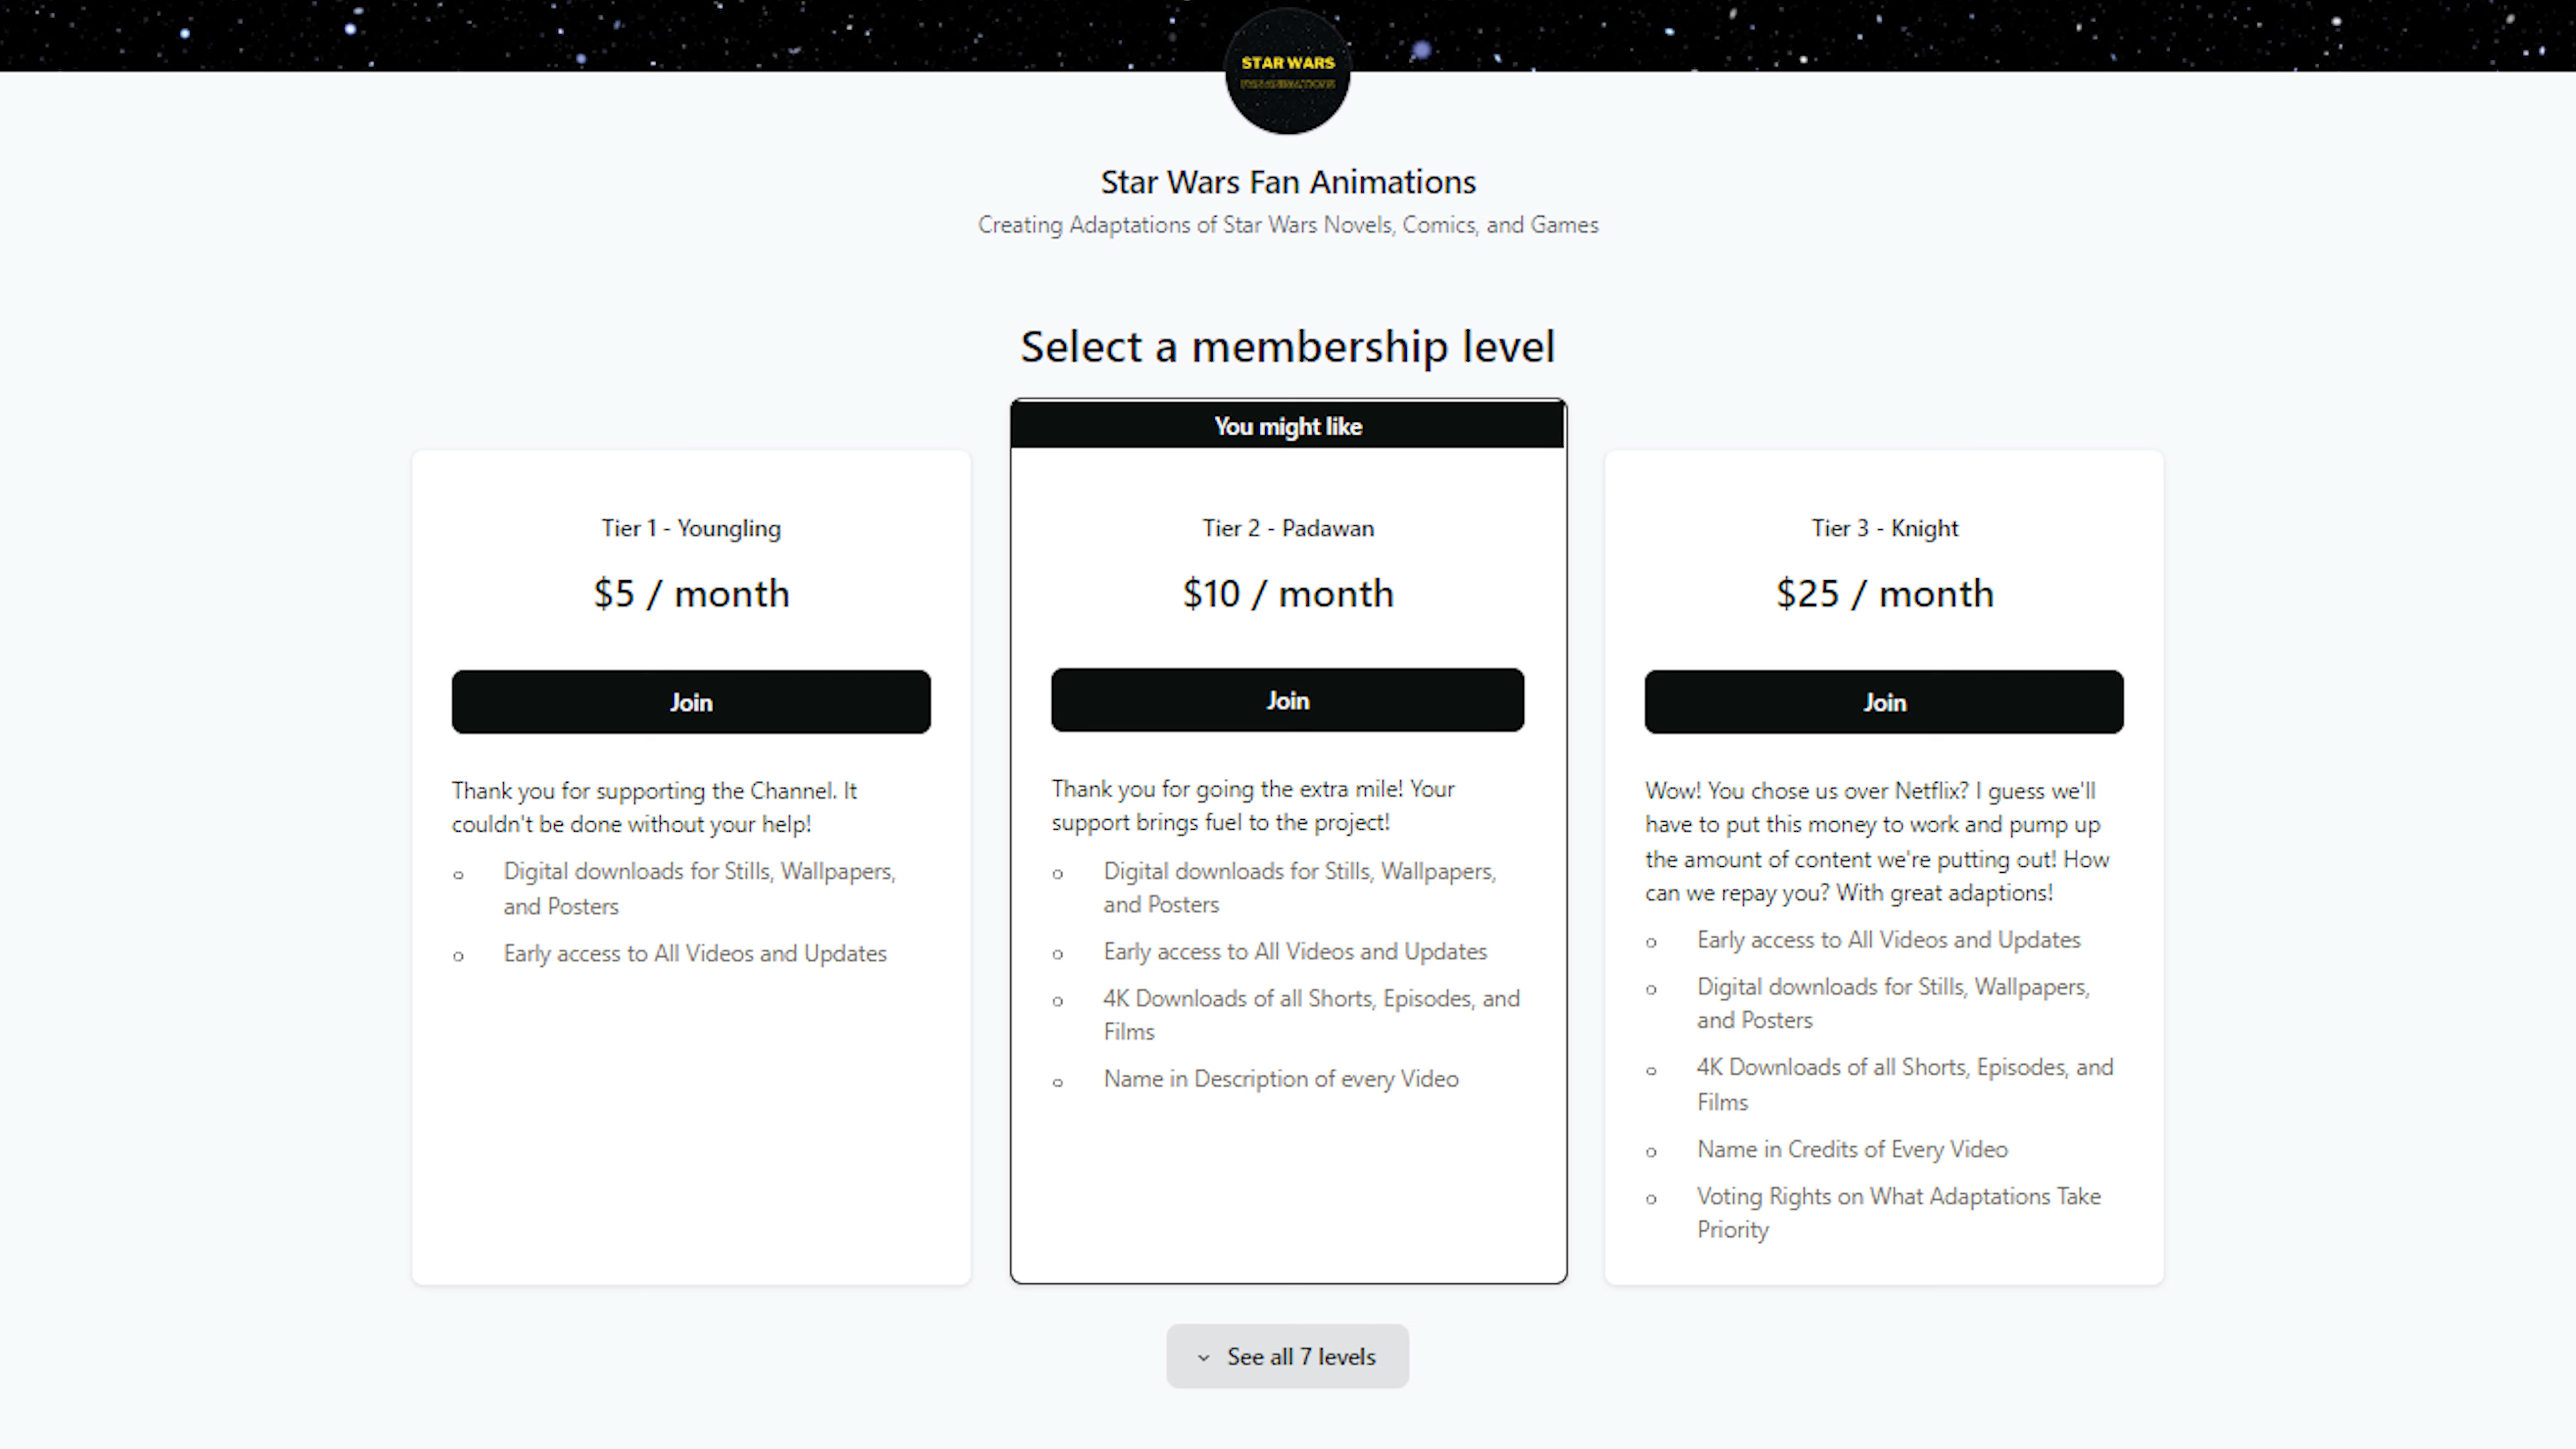 STAR WARS
FAN ANIMATIONS
Star Wars Fan Animations
Creating Adaptations of Star Wars Novels, Comics, and Games
Select a membership level
Tier 1 - Youngling
$5 / month
Join
Thank you for supporting the Channel. It
couldn't be done without your help!
Digital downloads for Stills, Wallpapers,
and Posters
Early access to All Videos and Updates
You might like
Tier 2 - Padawan
$10 / month
Join
Thank you for going the extra mile! Your
support brings fuel to the project!
Digital downloads for Stills, Wallpapers,
and Posters
Early access to All Videos and Updates
4K Downloads of all Shorts, Episodes, and
Films
Name in Description of every Video
Tier 3 - Knight
$25 / month
Join
Wow! You chose us over Netflix? I guess we'll
have to put this money to work and pump up
the amount of content we're putting out! How
can we repay you? With great adaptions!
Early access to All Videos and Updates
Digital downloads for Stills, Wallpapers,
and Posters
4K Downloads of all Shorts, Episodes, and
Films
Name in Credits of Every Video
Voting Rights on What Adaptations Take
Priority
See all 7 levels